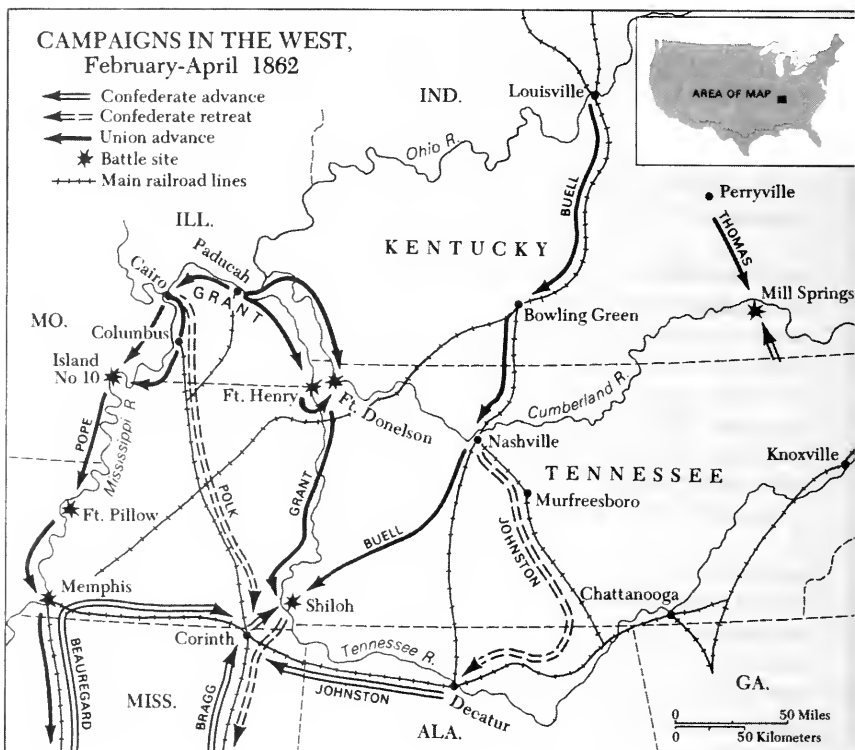 CAMPAIGNS IN THE WEST,
February-April 1862
Confederate advance
Confederate retreat
Union advance
Battle site
Main railroad lines
AREA OF MAP
IND.
Louisville
Ohio R.
BUELL
Perryville
THOMAS
ILL.
KENTUCKY
Paducah
Cairo
GRANT
Mill Springs
Bowling Green
MO.
Columbus
Island
No 10
Ft. Henry
Ft. Donelson
Cumberland R.
POPE
Mississippi R.
Nashville
Knoxville
TENNESSEE
GRANT
POLK
Murfreesboro
Ft. Pillow
BUELL
JOHNSTON
Memphis
Shiloh
Chattanooga
Corinth
Tennessee R.
BEAUREGARD
BRAGG
MISS.
JOHNSTON
Decatur
ALA.
GA.
0 50 Miles
0 50 Kilometers